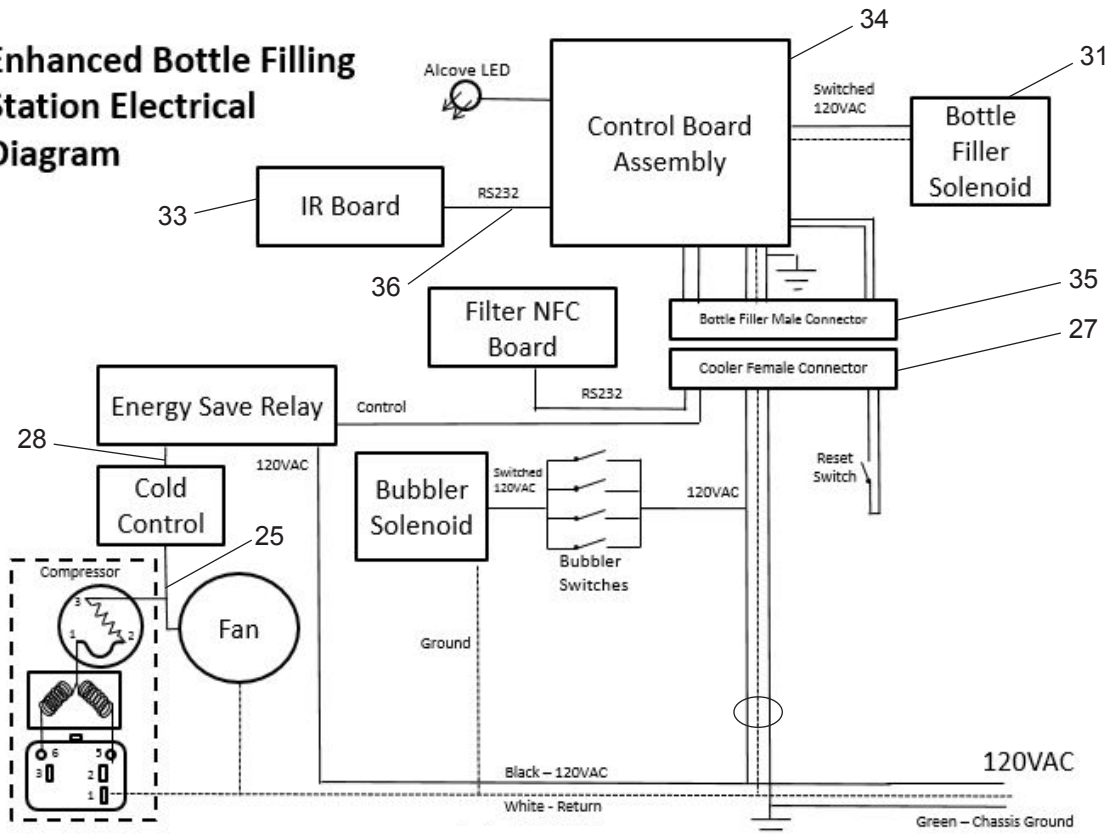 Enhanced Bottle Filling
Station Electrical
Diagram
Alcove LED
34
31
Control Board
Assembly
Switched
120VAC
Bottle
Filler
Solenoid
33
IR Board
RS232
36
35
Bottle Filler Male Connector
27
Cooler Female Connector
Filter NFC
Board
RS232
Energy Save Relay
Control
28
120VAC
Cold
Control
25
Bubbler
Solenoid
Switched
120VAC
120VAC
Bubbler
Switches
Reset
Switch
Compressor
3
1
2
Fan
Ground
6
5
3
2
1
Black – 120VAC
120VAC
White - Return
Green – Chassis Ground